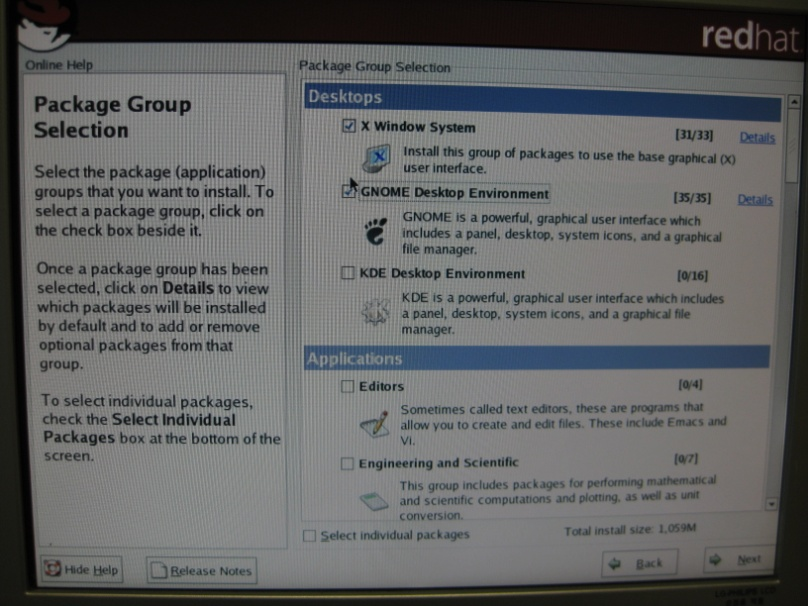 redhat
Online Help
Package Group Selection
Package Group
Selection
Select the package (application)
groups that you want to install. To
select a package group, click on
the check box beside it.
Once a package group has been
selected, click on Details to view
which packages will be installed
by default and to add or remove
optional packages from that
group.
To select individual packages,
check the Select Individual
Packages box at the bottom of the
screen.
Desktops
X Window System [31/33] Details
Install this group of packages to use the base graphical (X)
user interface.
GNOME Desktop Environment [35/35] Details
GNOME is a powerful, graphical user interface which
includes a panel, desktop, system icons, and a graphical
file manager.
KDE Desktop Environment [0/16]
KDE is a powerful, graphical user interface which includes
a panel, desktop, system icons, and a graphical file
manager.
Applications
Editors [0/4]
Sometimes called text editors, these are programs that
allow you to create and edit files. These include Emacs and
VI.
Engineering and Scientific [0/7]
This group includes packages for performing mathematical
and scientific computations and plotting, as well as unit
conversion.
Select individual packages Total install size: 1,059M
Hide Help Release Notes Back Next